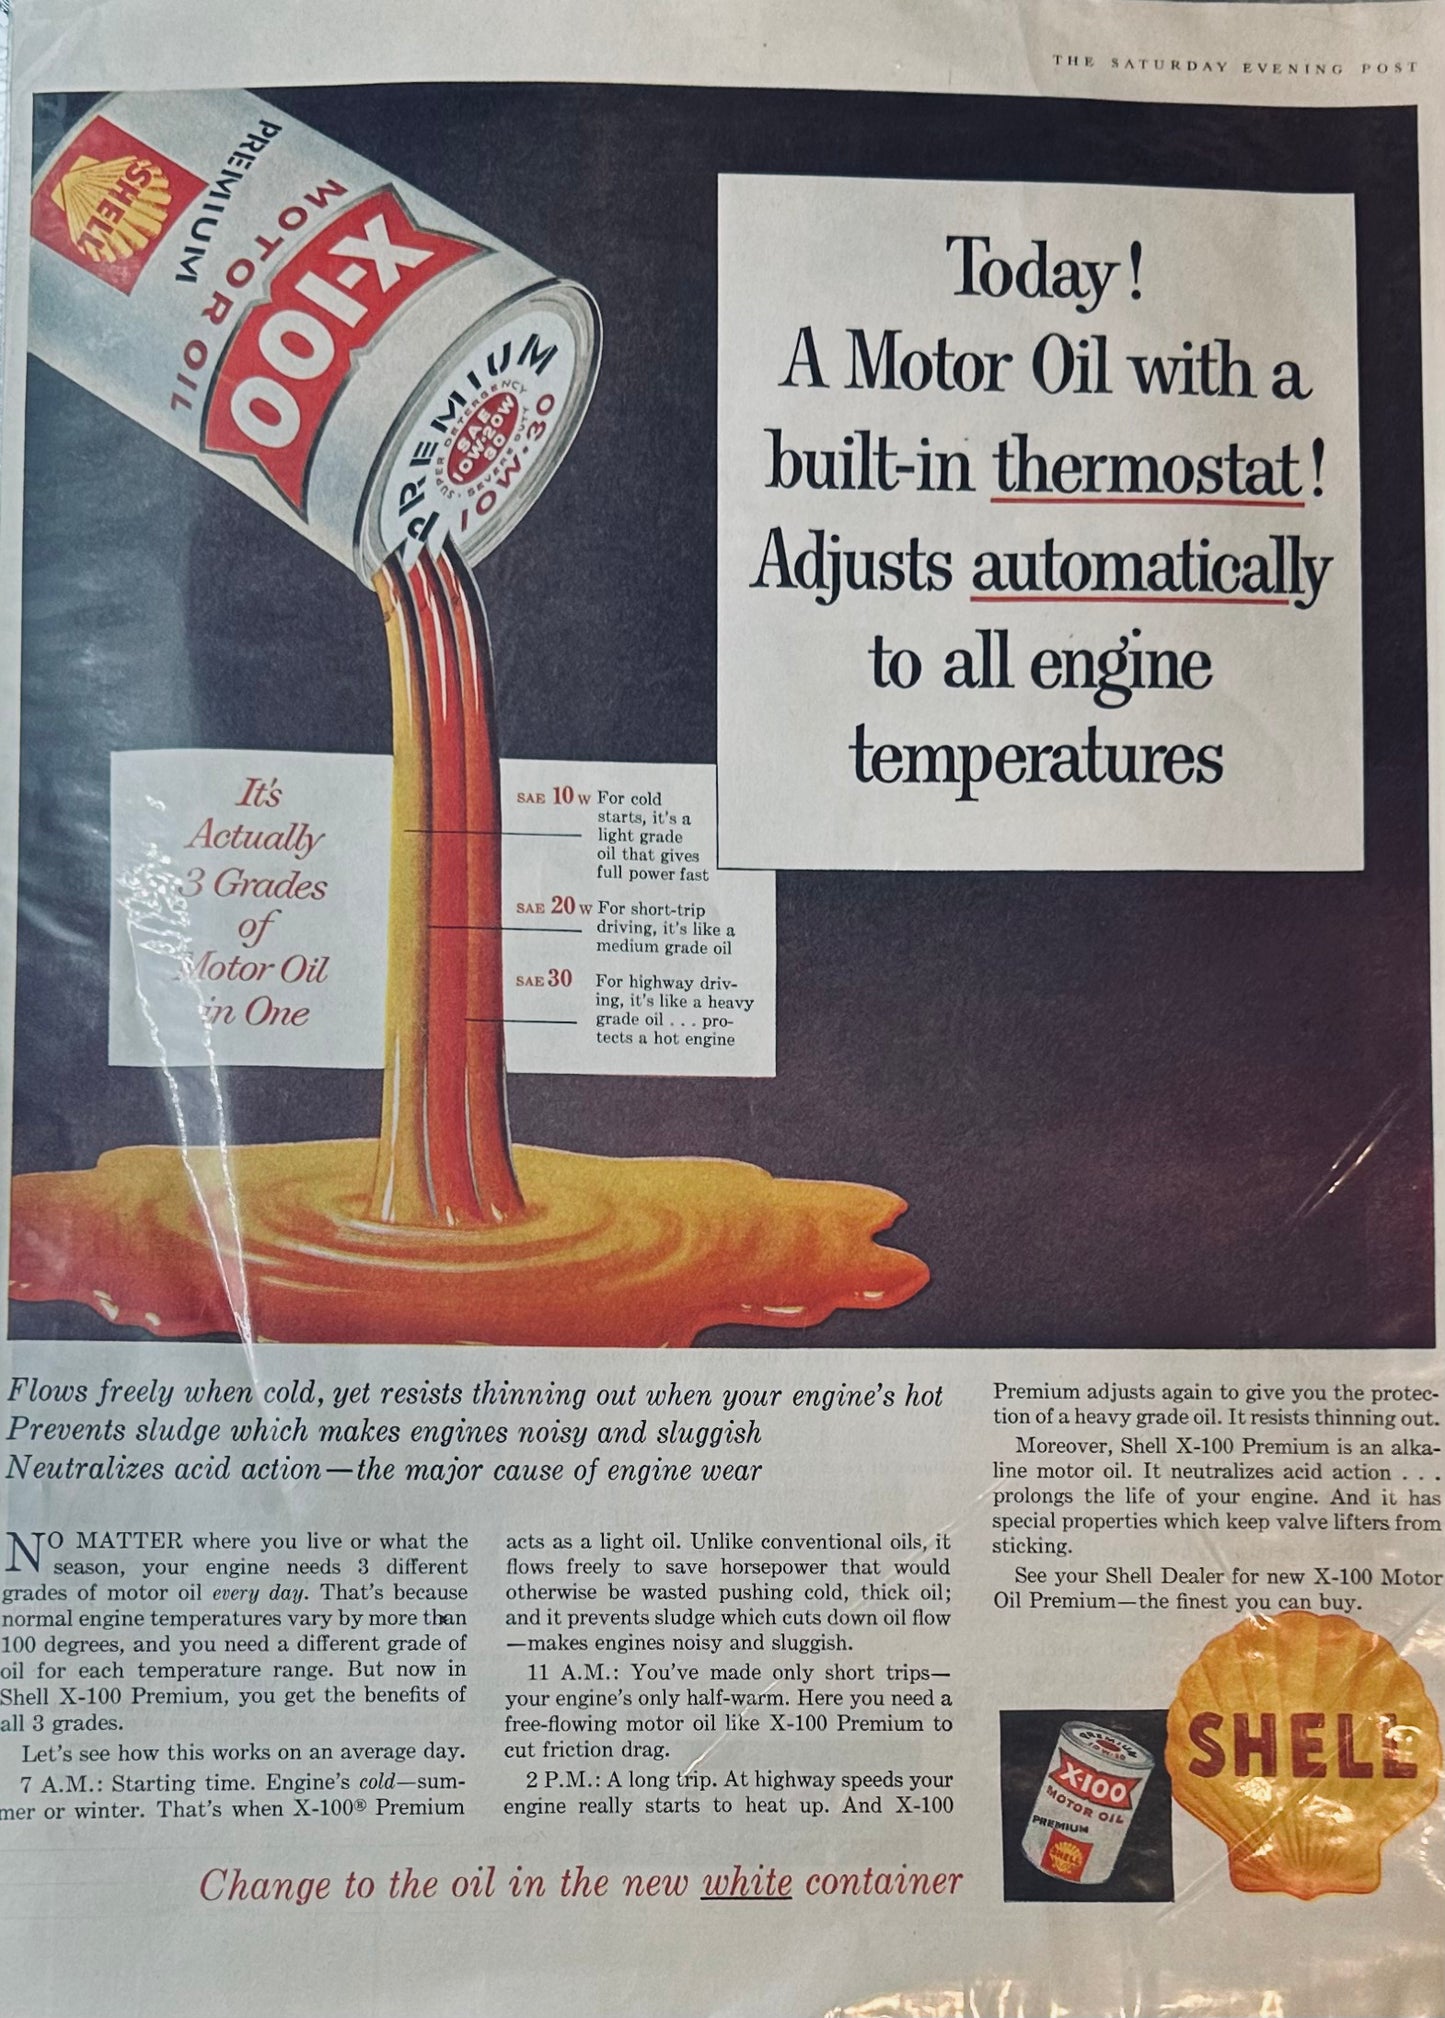 THE SATURDAY EVENING POST
SHELL
PREMIUM
MOTOR OIL
X-100
PREMIUM
SUPER DETERGENCY
SAE
10W-20W
30
SEVERE DUTY
10W-30
Today!
A Motor Oil with a
built-in thermostat!
Adjusts automatically
to all engine
temperatures
It's
Actually
3 Grades
of
Motor Oil
in One
SAE 10W For cold
starts, it's a
light grade
oil that gives
full power fast
SAE 20W For short-trip
driving, it's like a
medium grade oil
SAE 30 For highway driv-
ing, it's like a heavy
grade oil . . . pro-
tects a hot engine
Flows freely when cold, yet resists thinning out when your engine's hot
Prevents sludge which makes engines noisy and sluggish
Neutralizes acid action—the major cause of engine wear
NO MATTER where you live or what the
season, your engine needs 3 different
grades of motor oil every day. That's because
normal engine temperatures vary by more than
100 degrees, and you need a different grade of
oil for each temperature range. But now in
Shell X-100 Premium, you get the benefits of
all 3 grades.
Let's see how this works on an average day.
7 A.M.: Starting time. Engine's cold—sum-
mer or winter. That's when X-100® Premium
acts as a light oil. Unlike conventional oils, it
flows freely to save horsepower that would
otherwise be wasted pushing cold, thick oil;
and it prevents sludge which cuts down oil flow
—makes engines noisy and sluggish.
11 A.M.: You've made only short trips—
your engine's only half-warm. Here you need a
free-flowing motor oil like X-100 Premium to
cut friction drag.
2 P.M.: A long trip. At highway speeds your
engine really starts to heat up. And X-100
Premium adjusts again to give you the protec-
tion of a heavy grade oil. It resists thinning out.
Moreover, Shell X-100 Premium is an alka-
line motor oil. It neutralizes acid action . . .
prolongs the life of your engine. And it has
special properties which keep valve lifters from
sticking.
See your Shell Dealer for new X-100 Motor
Oil Premium—the finest you can buy.
PREMIUM
10W-30
X-100
MOTOR OIL
PREMIUM
SHELL
SHELL
Change to the oil in the new white container